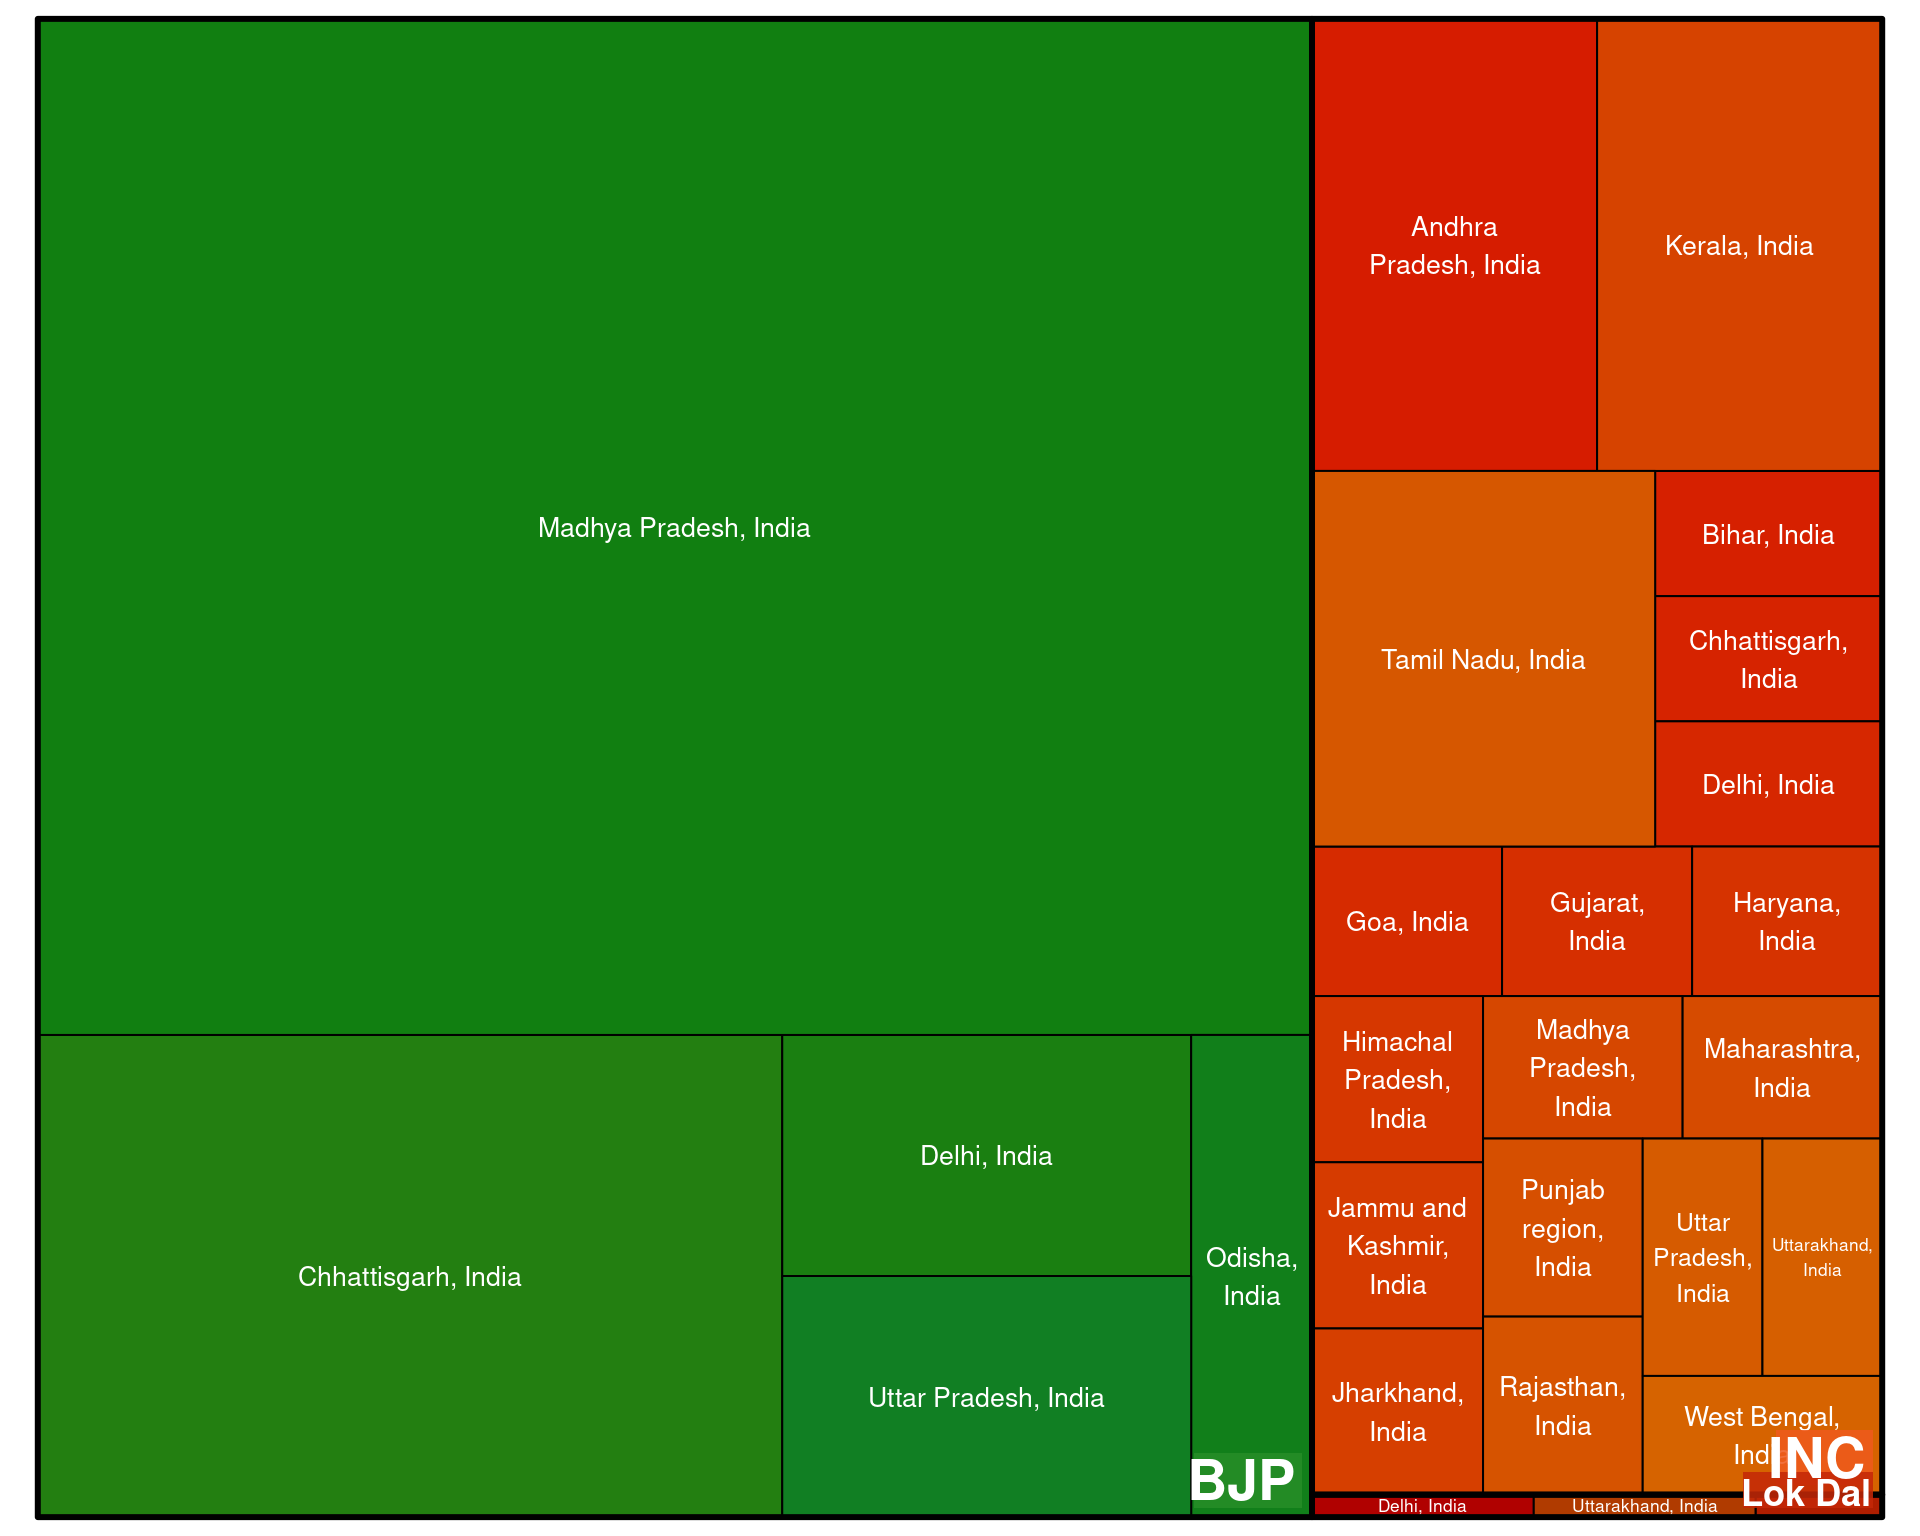 Madhya Pradesh, India
Chhattisgarh, India
Delhi, India
Uttar Pradesh, India
Odisha,
India
BJP
Andhra
Pradesh, India
Kerala, India
Tamil Nadu, India
Bihar, India
Chhattisgarh,
India
Delhi, India
Goa, India
Gujarat,
India
Haryana,
India
Himachal
Pradesh,
India
Madhya
Pradesh,
India
Maharashtra,
India
Jammu and
Kashmir,
India
Punjab
region,
India
Uttar
Pradesh,
India
Uttarakhand,
India
Jharkhand,
India
Rajasthan,
India
West Bengal,
India
INC
Delhi, India
Uttarakhand, India
Lok Dal